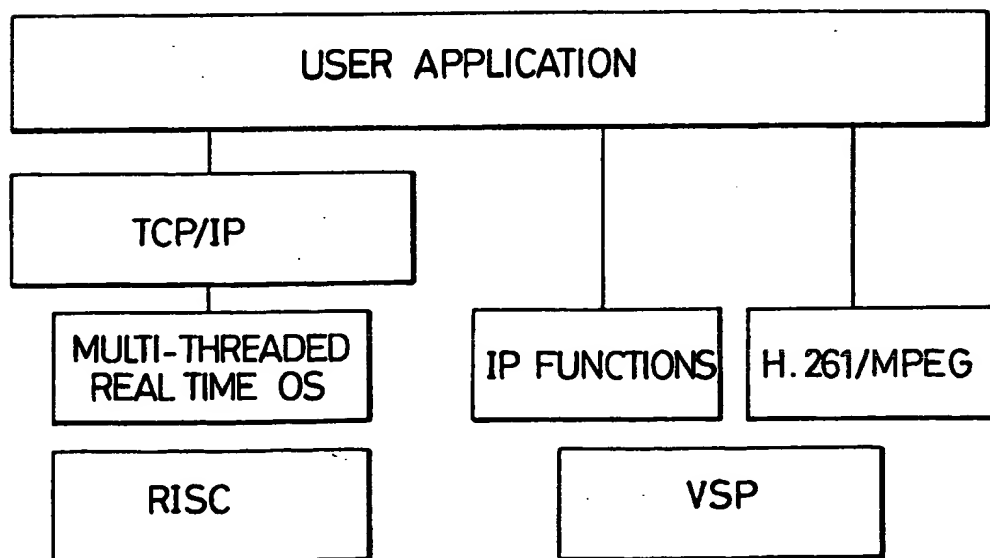 USER APPLICATION
TCP/IP
MULTI-THREADED
REAL TIME OS
IP FUNCTIONS
H.261/MPEG
RISC
VSP